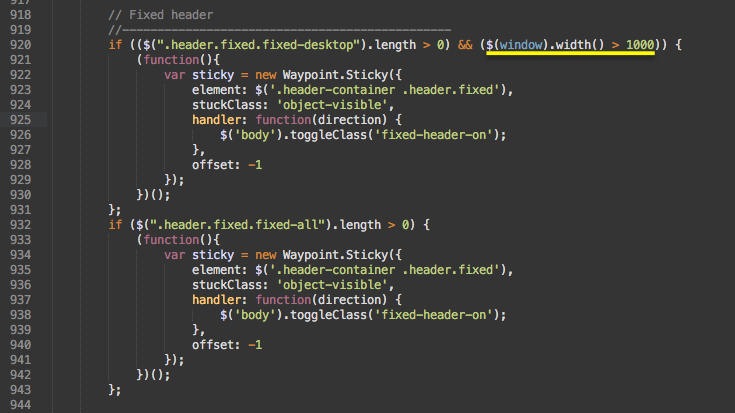 917
918 // Fixed header
919 //-----------------------------------------------
920 if (($(".header.fixed.fixed-desktop").length > 0) && ($(window).width() > 1000)) {
921 (function(){
922 var sticky = new Waypoint.Sticky({
923 element: $('.header-container .header.fixed'),
924 stuckClass: 'object-visible',
925 handler: function(direction) {
926 $('body').toggleClass('fixed-header-on');
927 },
928 offset: -1
929 });
930 })();
931 };
932 if ($(".header.fixed.fixed-all").length > 0) {
933 (function(){
934 var sticky = new Waypoint.Sticky({
935 element: $('.header-container .header.fixed'),
936 stuckClass: 'object-visible',
937 handler: function(direction) {
938 $('body').toggleClass('fixed-header-on');
939 },
940 offset: -1
941 });
942 })();
943 };
944